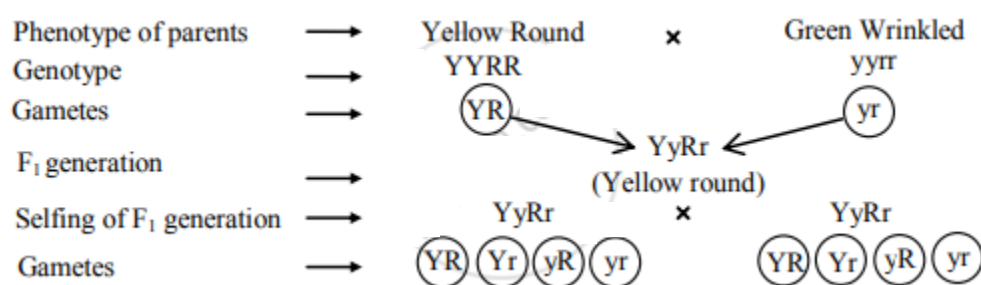 Phenotype of parents Yellow Round × Green Wrinkled
Genotype YYRR yyrr
Gametes YR yr
YyRr
F₁ generation
(Yellow round)
Selfing of F₁ generation YyRr × YyRr
Gametes YR Yr yR yr YR Yr yR yr